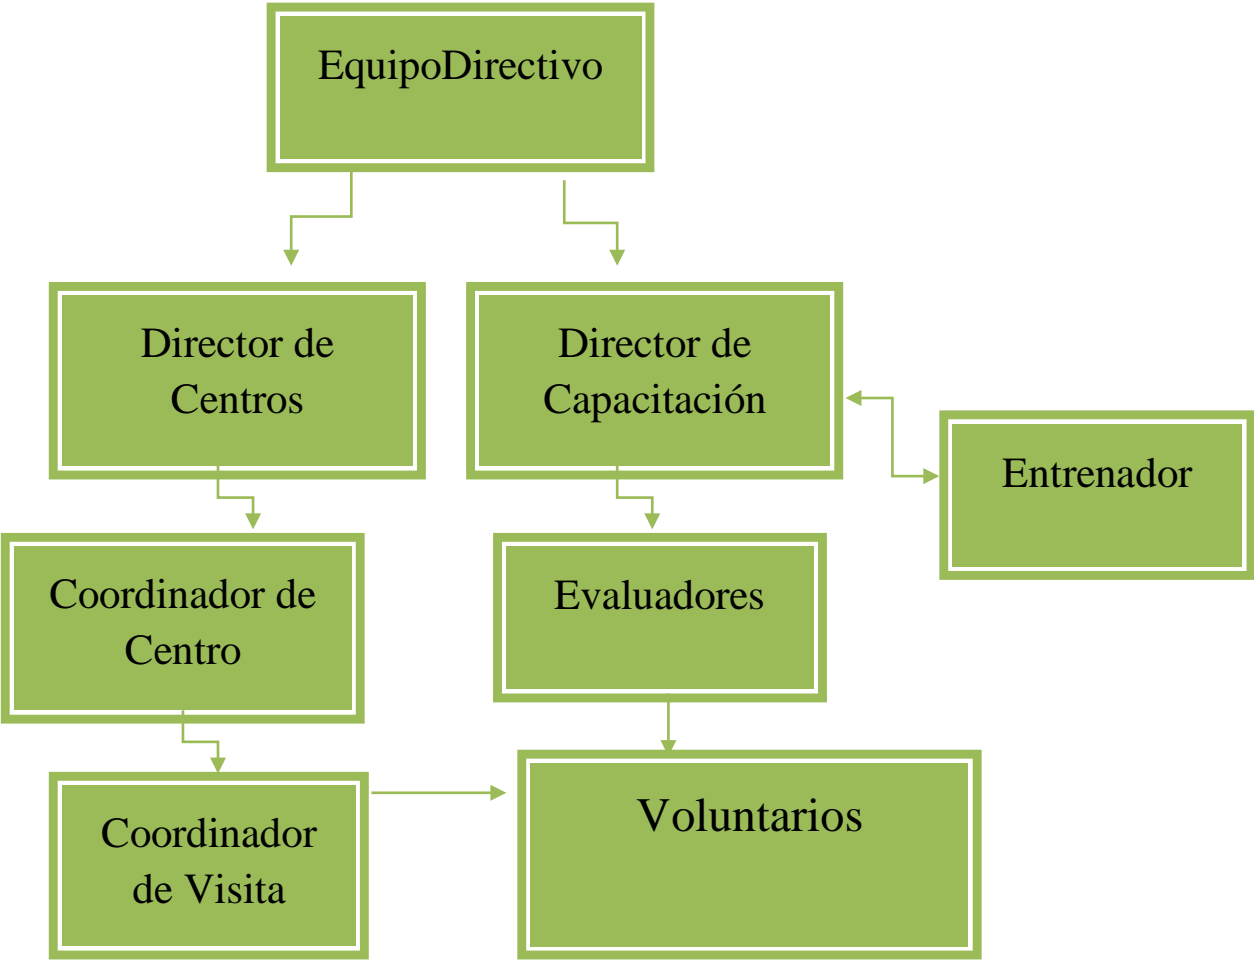 EquipoDirectivo
Director de
Centros
Director de
Capacitación
Entrenador
Coordinador de
Centro
Evaluadores
Coordinador
de Visita
Voluntarios